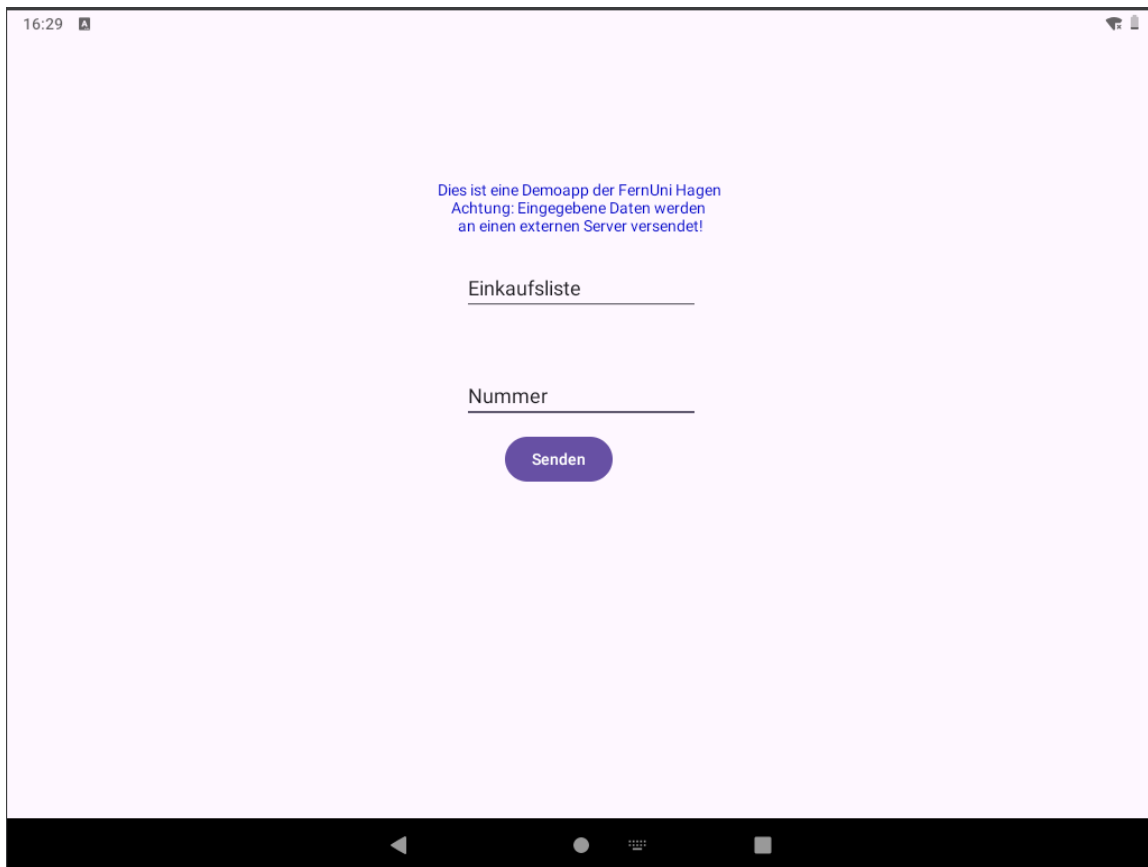 16:29 A
Dies ist eine Demoapp der FernUni Hagen
Achtung: Eingegebene Daten werden
an einen externen Server versendet!
Einkaufsliste
Nummer
Senden